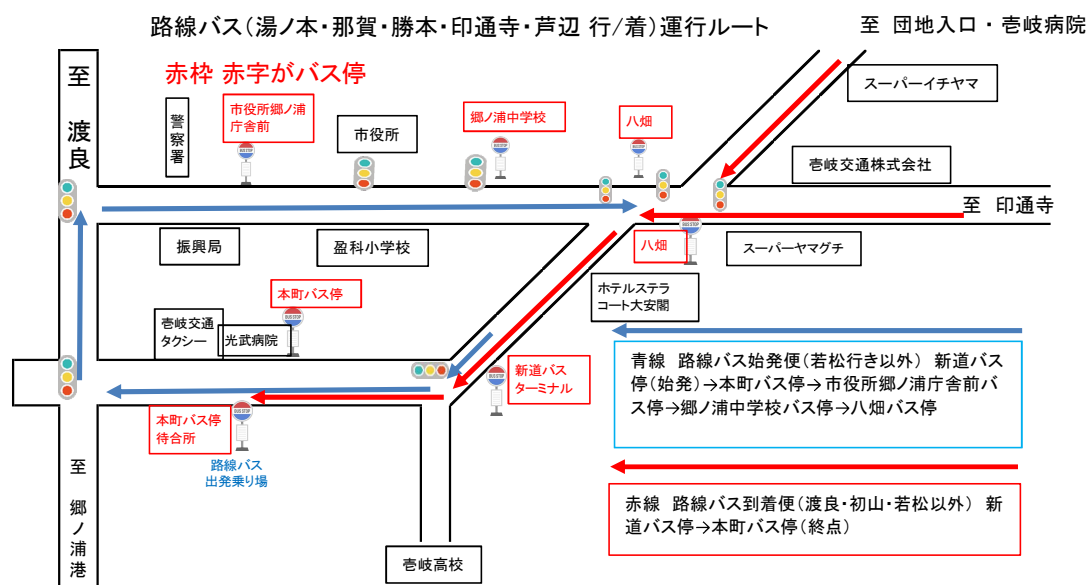 路線バス(湯ノ本・那賀・勝本・印通寺・芦辺 行/着)運行ルート
至 団地入口・壱岐病院
赤枠 赤字がバス停
至 渡良
警察署
市役所郷ノ浦
庁舎前
市役所
郷ノ浦中学校
八畑
スーパーイチヤマ
壱岐交通株式会社
至 印通寺
振興局
盈科小学校
八畑
スーパーヤマグチ
本町バス停
ホテルステラ
コート大安閣
壱岐交通
タクシー
光武病院
新道バス
ターミナル
青線 路線バス始発便(若松行き以外) 新道バス
停(始発)→本町バス停→市役所郷ノ浦庁舎前バ
ス停→郷ノ浦中学校バス停→八畑バス停
本町バス停
待合所
路線バス
出発乗り場
至 郷ノ浦港
赤線 路線バス到着便(渡良・初山・若松以外) 新
道バス停→本町バス停(終点)
壱岐高校